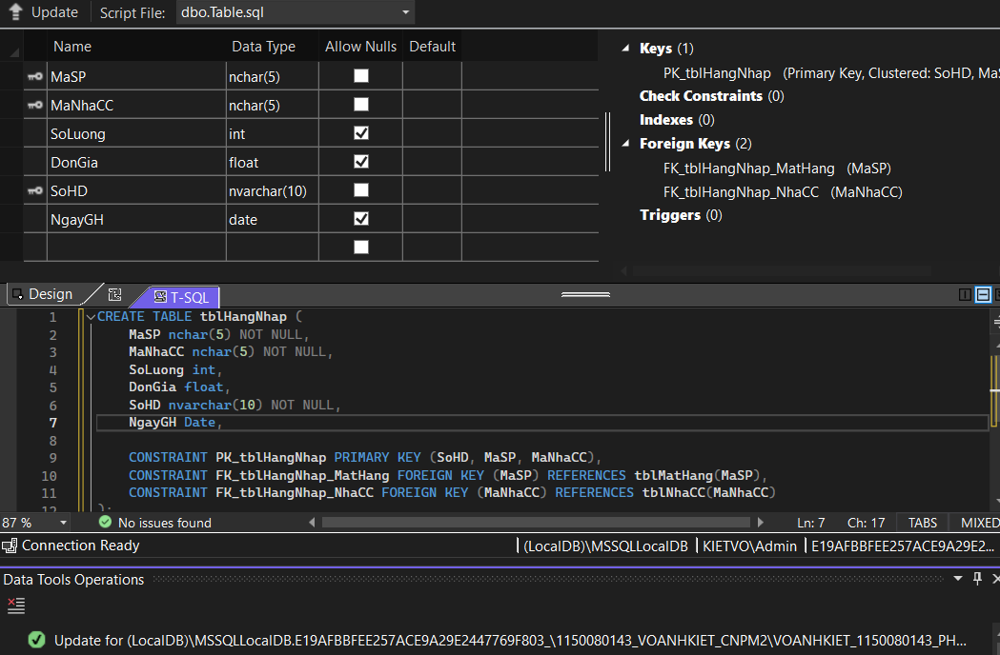 Update Script File: dbo.Table.sql
Name Data Type Allow Nulls Default
MaSP nchar(5)
MaNhaCC nchar(5)
SoLuong int
DonGia float
SoHD nvarchar(10)
NgayGH date
Keys (1)
PK_tblHangNhap (Primary Key, Clustered: SoHD, MaS
Check Constraints (0)
Indexes (0)
Foreign Keys (2)
FK_tblHangNhap_MatHang (MaSP)
FK_tblHangNhap_NhaCC (MaNhaCC)
Triggers (0)
Design T-SQL
1 CREATE TABLE tblHangNhap (
2 MaSP nchar(5) NOT NULL,
3 MaNhaCC nchar(5) NOT NULL,
4 SoLuong int,
5 DonGia float,
6 SoHD nvarchar(10) NOT NULL,
7 NgayGH Date,
8
9 CONSTRAINT PK_tblHangNhap PRIMARY KEY (SoHD, MaSP, MaNhaCC),
10 CONSTRAINT FK_tblHangNhap_MatHang FOREIGN KEY (MaSP) REFERENCES tblMatHang(MaSP),
11 CONSTRAINT FK_tblHangNhap_NhaCC FOREIGN KEY (MaNhaCC) REFERENCES tblNhaCC(MaNhaCC)
12 );
87 % No issues found Ln: 7 Ch: 17 TABS MIXED
Connection Ready (LocalDB)\MSSQLLocalDB KIETVO\Admin E19AFBBFEE257ACE9A29E2...
Data Tools Operations
Update for (LocalDB)\MSSQLLocalDB.E19AFBBFEE257ACE9A29E2447769F803_\1150080143_VOANHKIET_CNPM2\VOANHKIET_1150080143_PH...